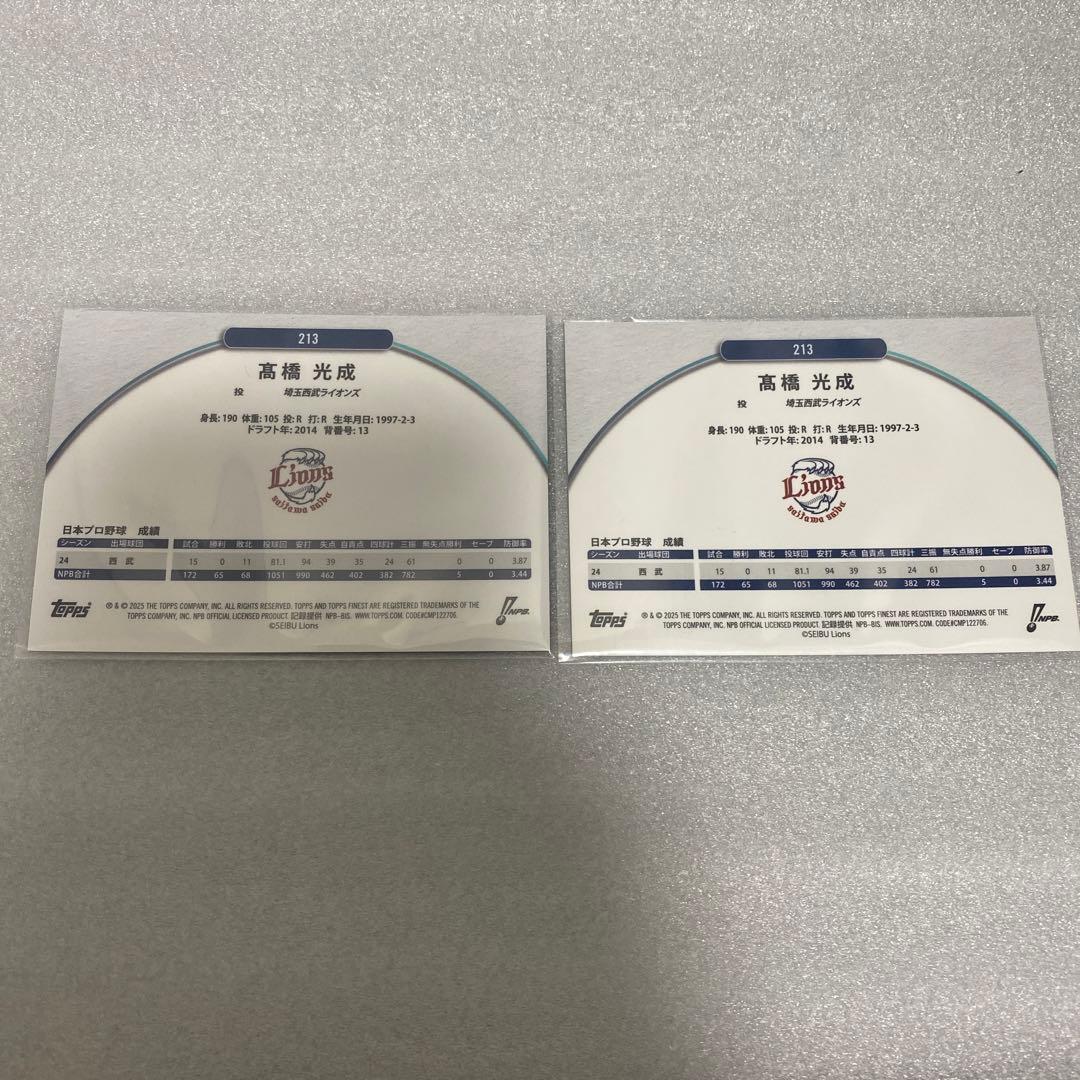 213
髙橋 光成
投 埼玉西武ライオンズ
身長: 190 体重: 105 投: R 打: R 生年月日: 1997-2-3
ドラフト年: 2014 背番号: 13
Lions
saitama seibu
日本プロ野球 成績
シーズン 出場球団 試合 勝利 敗北 投球回 安打 失点 自責点 四球計 三振 無失点勝利 セーブ 防御率
24 西 武 15 0 11 81.1 94 39 35 24 61 0 0 3.87
NPB合計 172 65 68 1051 990 462 402 382 782 5 0 3.44
Topps
® & © 2025 THE TOPPS COMPANY, INC. ALL RIGHTS RESERVED. TOPPS AND TOPPS FINEST ARE REGISTERED TRADEMARKS OF THE
TOPPS COMPANY, INC. NPB OFFICIAL LICENSED PRODUCT. 記録提供 NPB-BIS. WWW.TOPPS.COM. CODE#CMP122706.
©SEIBU Lions
NPB.
213
髙橋 光成
投 埼玉西武ライオンズ
身長: 190 体重: 105 投: R 打: R 生年月日: 1997-2-3
ドラフト年: 2014 背番号: 13
Lions
saitama seibu
日本プロ野球 成績
シーズン 出場球団 試合 勝利 敗北 投球回 安打 失点 自責点 四球計 三振 無失点勝利 セーブ 防御率
24 西 武 15 0 11 81.1 94 39 35 24 61 0 0 3.87
NPB合計 172 65 68 1051 990 462 402 382 782 5 0 3.44
Topps
® & © 2025 THE TOPPS COMPANY, INC. ALL RIGHTS RESERVED. TOPPS AND TOPPS FINEST ARE REGISTERED TRADEMARKS OF THE
TOPPS COMPANY, INC. NPB OFFICIAL LICENSED PRODUCT. 記録提供 NPB-BIS. WWW.TOPPS.COM. CODE#CMP122706.
©SEIBU Lions
NPB.